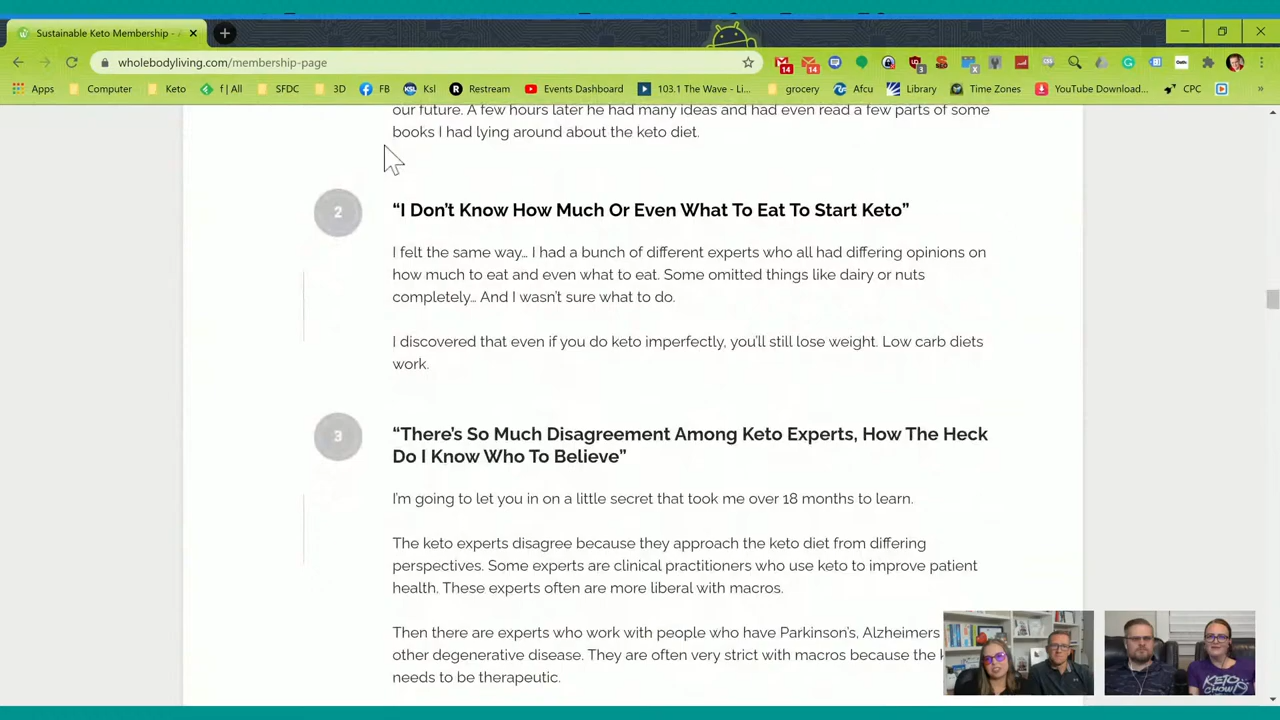 Sustainable Keto Membership -
wholebodyliving.com/membership-page
14
14
3
Apps
Computer
Keto
f | All
SFDC
3D
FB
Ksl
Restream
Events Dashboard
103.1 The Wave - Li...
grocery
Afcu
Library
Time Zones
YouTube Download...
CPC
»
our future. A few hours later he had many ideas and had even read a few parts of some
books I had lying around about the keto diet.
2
“I Don’t Know How Much Or Even What To Eat To Start Keto”
I felt the same way… I had a bunch of different experts who all had differing opinions on
how much to eat and even what to eat. Some omitted things like dairy or nuts
completely… And I wasn’t sure what to do.
I discovered that even if you do keto imperfectly, you’ll still lose weight. Low carb diets
work.
3
“There’s So Much Disagreement Among Keto Experts, How The Heck
Do I Know Who To Believe”
I’m going to let you in on a little secret that took me over 18 months to learn.
The keto experts disagree because they approach the keto diet from differing
perspectives. Some experts are clinical practitioners who use keto to improve patient
health. These experts often are more liberal with macros.
Then there are experts who work with people who have Parkinson’s, Alzheimers
other degenerative disease. They are often very strict with macros because the k
needs to be therapeutic.
KETO
CHOW